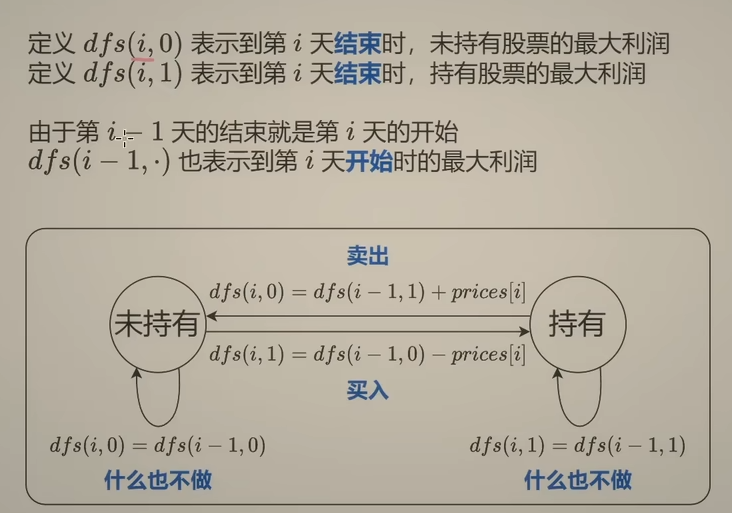 定义 dfs(i,0) 表示到第 i 天结束时，未持有股票的最大利润
定义 dfs(i,1) 表示到第 i 天结束时，持有股票的最大利润
由于第 i − 1 天的结束就是第 i 天的开始
dfs(i − 1,·) 也表示到第 i 天开始时的最大利润
卖出
dfs(i,0) = dfs(i − 1,1) + prices[i]
未持有
持有
dfs(i,1) = dfs(i − 1,0) − prices[i]
买入
dfs(i,0) = dfs(i − 1,0)
dfs(i,1) = dfs(i − 1,1)
什么也不做
什么也不做